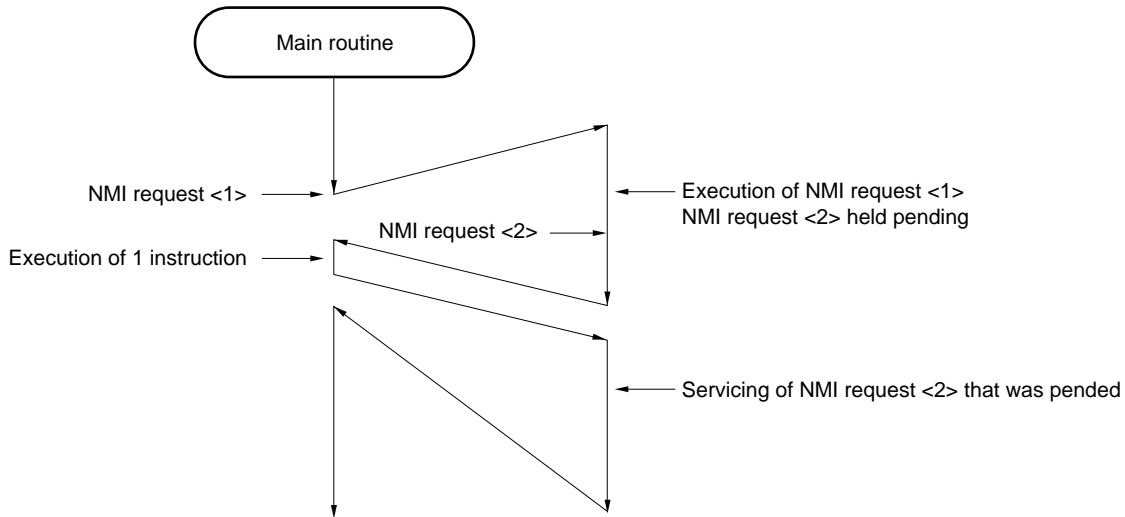 Main routine
NMI request <1>
Execution of NMI request <1>
NMI request <2> held pending
NMI request <2>
Execution of 1 instruction
Servicing of NMI request <2> that was pended